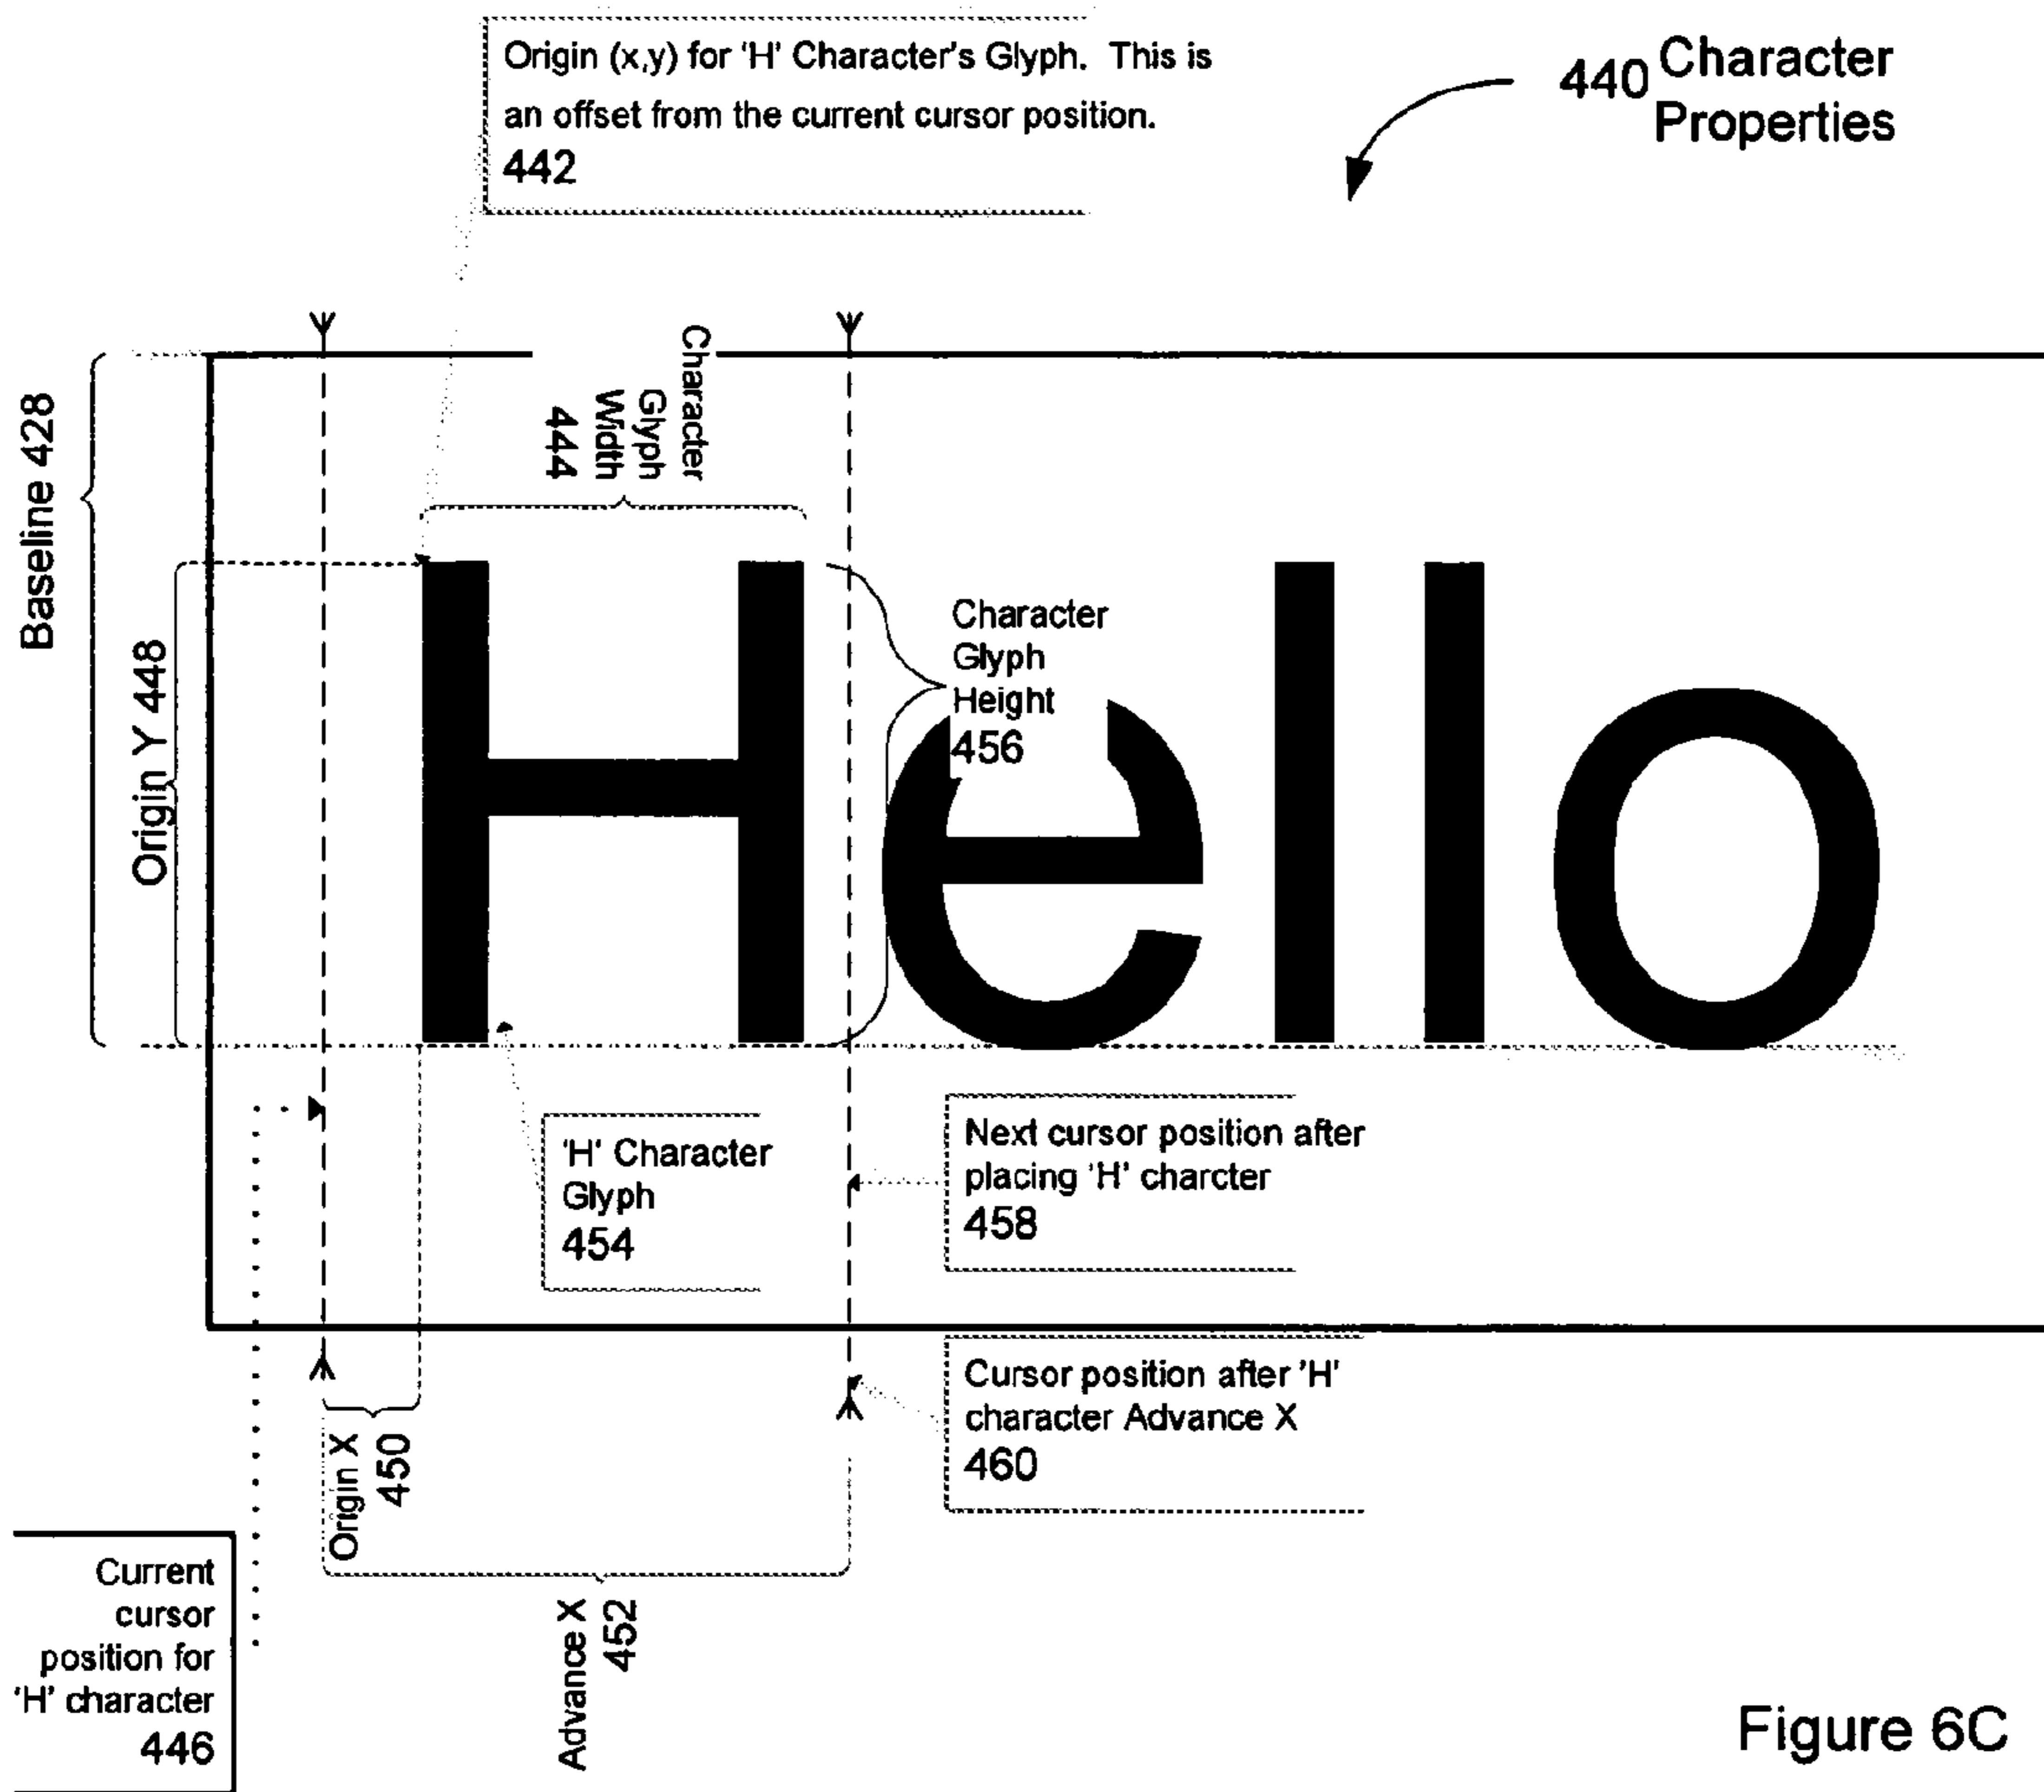 Origin (x,y) for 'H' Character's Glyph. This is
an offset from the current cursor position.
442
440 Character
Properties
Baseline 428
Origin Y 448
Character
Glyph
Width
444
Hello
Character
Glyph
Height
456
'H' Character
Glyph
454
Next cursor position after
placing 'H' charcter
458
Cursor position after 'H'
character Advance X
460
Origin X
450
Advance X
452
Current
cursor
position for
'H' character
446
Figure 6C